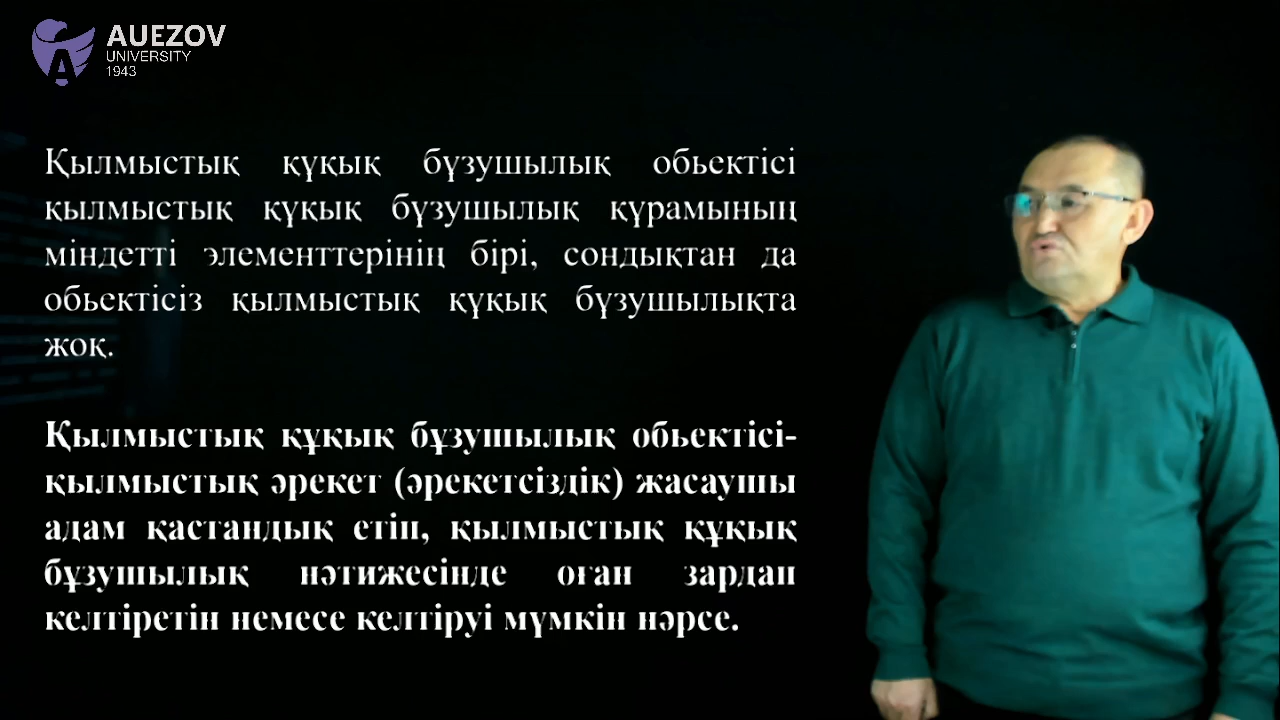 AUEZOV
UNIVERSITY
1943
Қылмыстық құқық бұзушылық обьектісі
қылмыстық құқық бұзушылық құрамының
міндетті элементтерінің бірі, сондықтан да
обьектісіз қылмыстық құқық бұзушылықта
жоқ.
Қылмыстық құқық бұзушылық обьектісі-
қылмыстық әрекет (әрекетсіздік) жасаушы
адам қастандық етіп, қылмыстық құқық
бұзушылық нәтижесінде оған зардап
келтіретін немесе келтіруі мүмкін нәрсе.